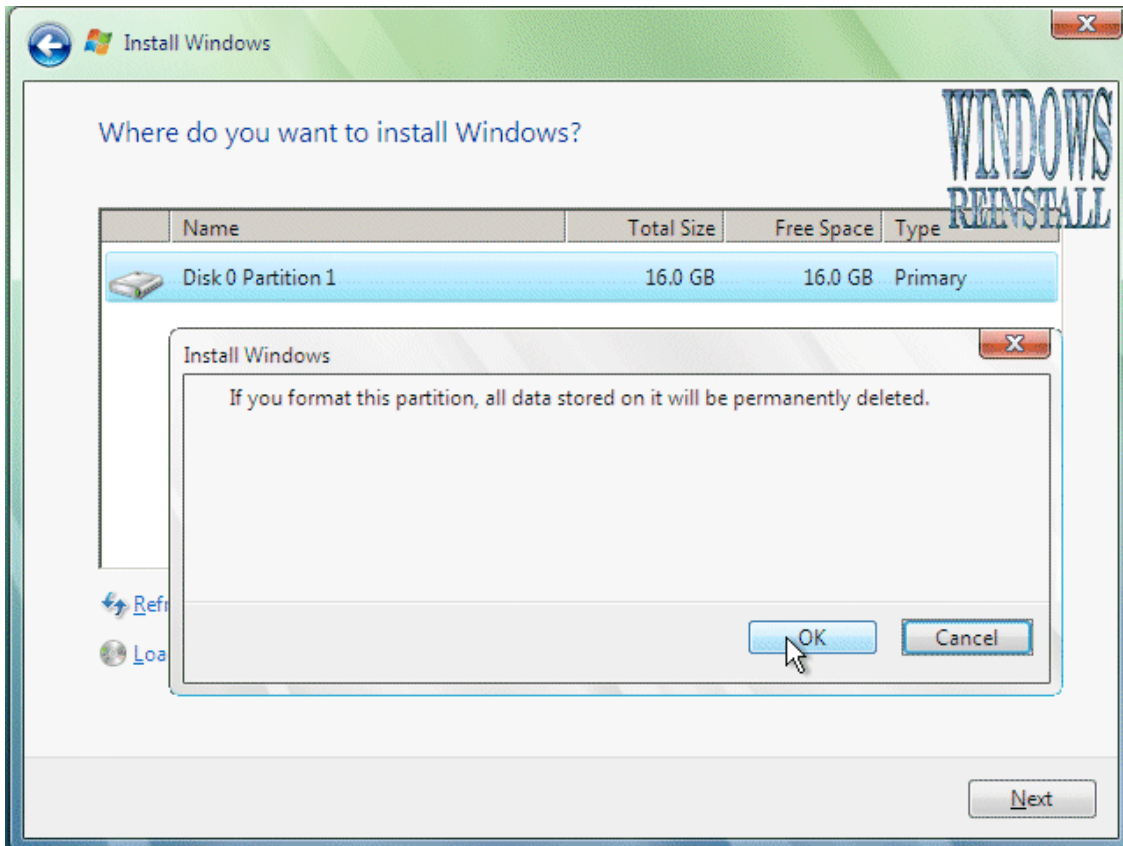 Install Windows
Where do you want to install Windows?
WINDOWS
REINSTALL
Name Total Size Free Space Type
Disk 0 Partition 1 16.0 GB 16.0 GB Primary
Install Windows
If you format this partition, all data stored on it will be permanently deleted.
Refr
OK Cancel
Loa
Next